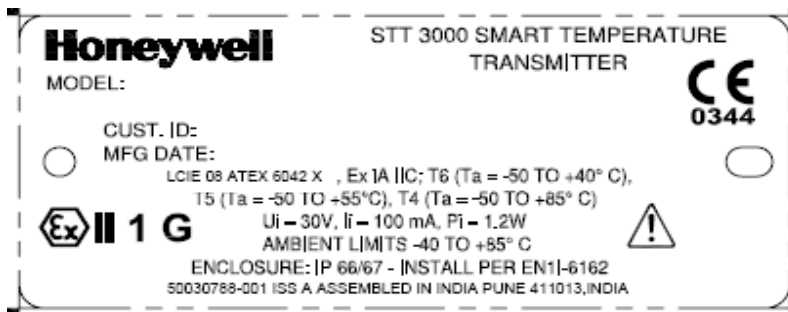 Honeywell
STT 3000 SMART TEMPERATURE
TRANSMITTER
MODEL:
CE
0344
CUST. ID:
MFG DATE:
LCIE 08 ATEX 6042 X , Ex IA IIC; T6 (Ta = -50 TO +40° C),
T5 (Ta = -50 TO +55°C), T4 (Ta = -50 TO +85° C)
Ex II 1 G
Ui = 30V, Ii = 100 mA, Pi = 1.2W
AMBIENT LIMITS -40 TO +85° C
ENCLOSURE: IP 66/67 - INSTALL PER EN1I-6162
50030788-001 ISS A ASSEMBLED IN INDIA PUNE 411013,INDIA